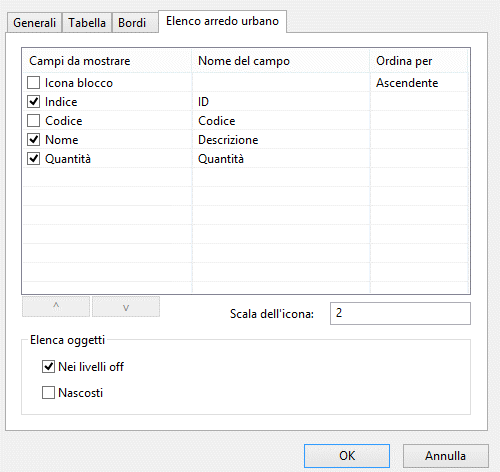 Generali Tabella Bordi Elenco arredo urbano
Campi da mostrare Nome del campo Ordina per
Icona blocco Ascendente
Indice ID
Codice Codice
Nome Descrizione
Quantità Quantità
^ v
Scala dell'icona: 2
Elenca oggetti
Nei livelli off
Nascosti
OK Annulla